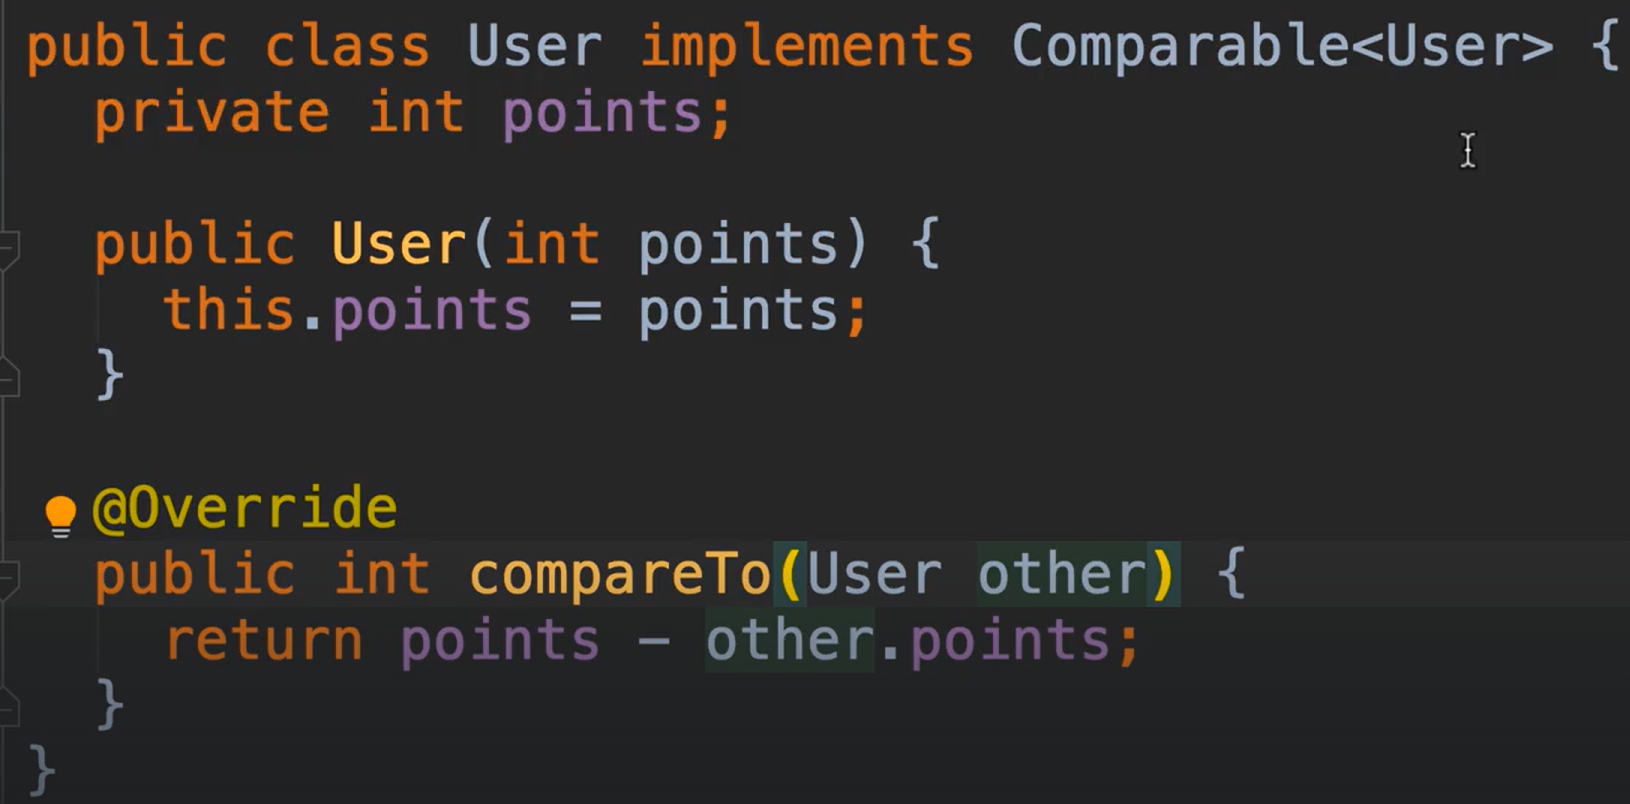 public class User implements Comparable<User> {
  private int points;

  public User(int points) {
    this.points = points;
  }

  @Override
  public int compareTo(User other) {
    return points – other.points;
  }
}